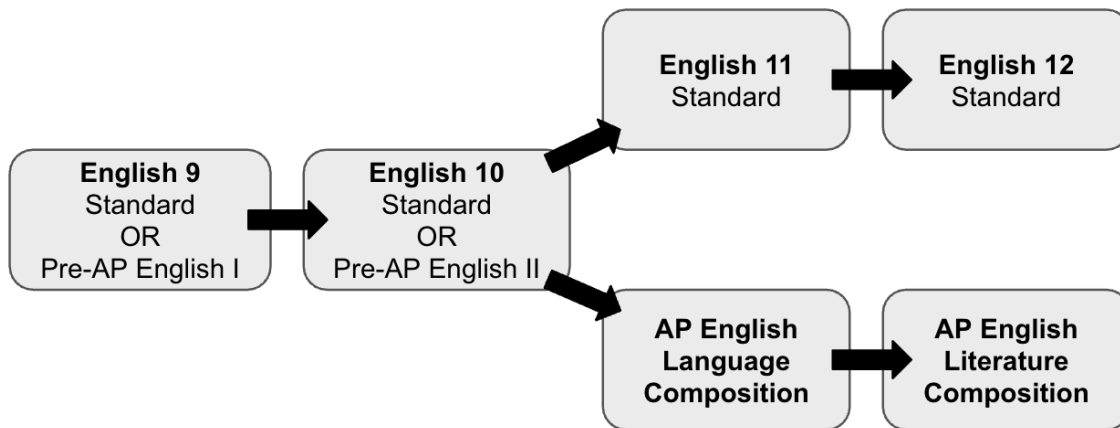 English 9
Standard
OR
Pre-AP English I
English 10
Standard
OR
Pre-AP English II
English 11
Standard
English 12
Standard
AP English
Language
Composition
AP English
Literature
Composition